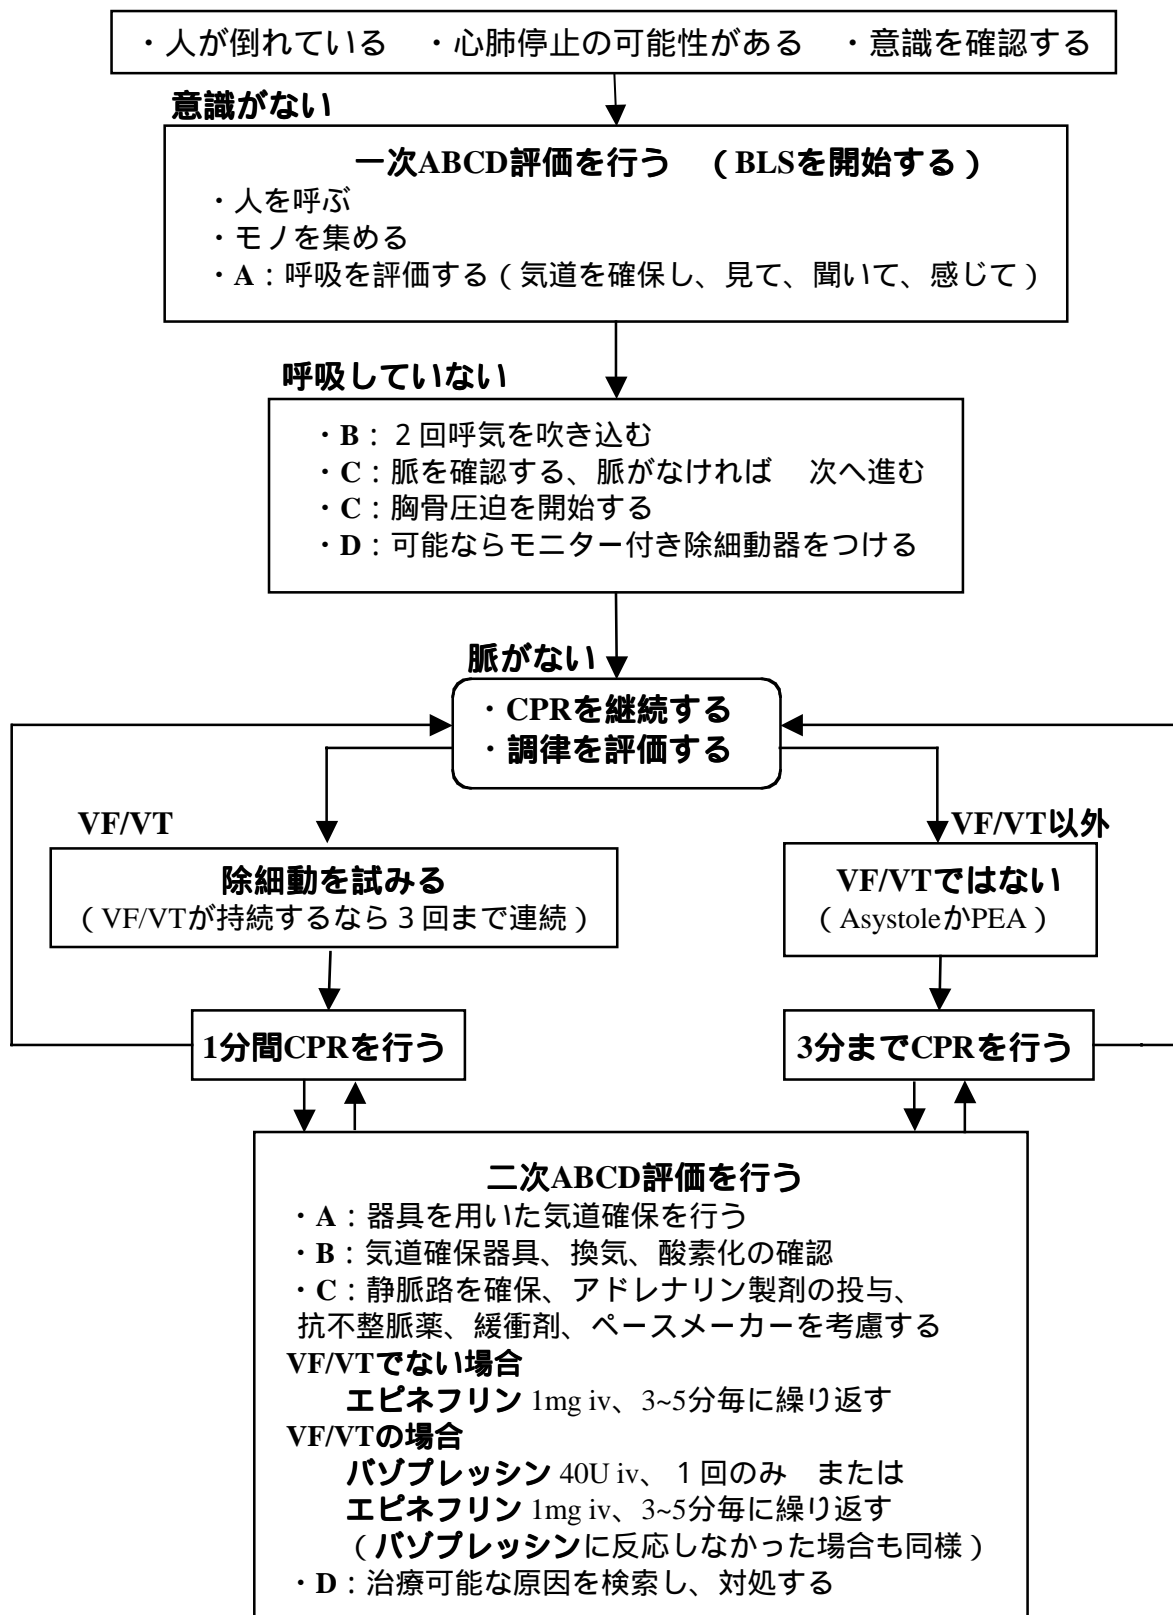 ・人が倒れている　・心肺停止の可能性がある　・意識を確認する
意識がない
一次ABCD評価を行う　（BLSを開始する）
・人を呼ぶ
・モノを集める
・A：呼吸を評価する（気道を確保し、見て、聞いて、感じて）
呼吸していない
・B：２回呼気を吹き込む
・C：脈を確認する、脈がなければ　次へ進む
・C：胸骨圧迫を開始する
・D：可能ならモニター付き除細動器をつける
脈がない
・CPRを継続する
・調律を評価する
VF/VT
除細動を試みる
（VF/VTが持続するなら３回まで連続）
1分間CPRを行う
VF/VT以外
VF/VTではない
（AsystoleかPEA）
3分までCPRを行う
二次ABCD評価を行う
・A：器具を用いた気道確保を行う
・B：気道確保器具、換気、酸素化の確認
・C：静脈路を確保、アドレナリン製剤の投与、
抗不整脈薬、緩衝剤、ペースメーカーを考慮する
VF/VTでない場合
エピネフリン 1mg iv、3~5分毎に繰り返す
VF/VTの場合
バゾプレッシン 40U iv、１回のみ　または
エピネフリン 1mg iv、3~5分毎に繰り返す
（バゾプレッシンに反応しなかった場合も同様）
・D：治療可能な原因を検索し、対処する